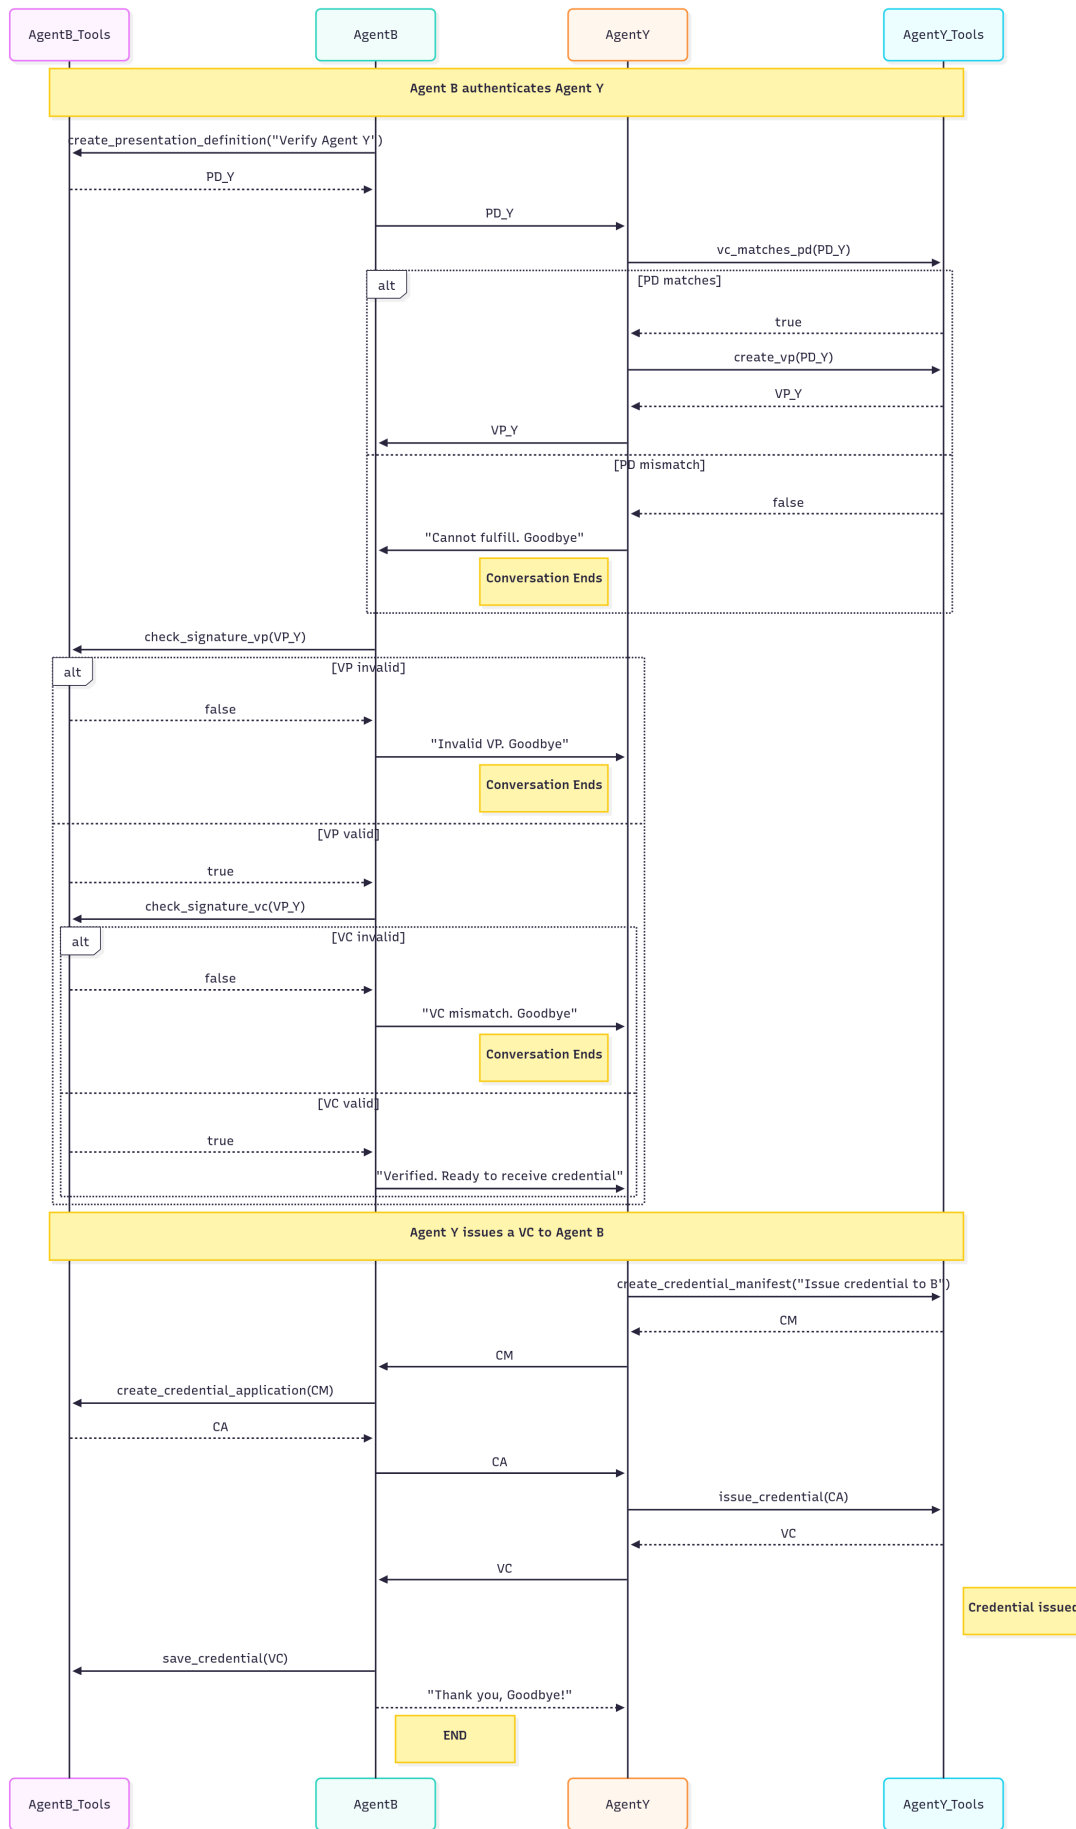 AgentB_Tools
AgentB
AgentY
AgentY_Tools
Agent B authenticates Agent Y
create_presentation_definition("Verify Agent Y")
PD_Y
PD_Y
vc_matches_pd(PD_Y)
alt
[PD matches]
true
create_vp(PD_Y)
VP_Y
VP_Y
[PD mismatch]
false
"Cannot fulfill. Goodbye"
Conversation Ends
check_signature_vp(VP_Y)
alt
[VP invalid]
false
"Invalid VP. Goodbye"
Conversation Ends
[VP valid]
true
check_signature_vc(VP_Y)
alt
[VC invalid]
false
"VC mismatch. Goodbye"
Conversation Ends
[VC valid]
true
"Verified. Ready to receive credential"
Agent Y issues a VC to Agent B
create_credential_manifest("Issue credential to B")
CM
CM
create_credential_application(CM)
CA
CA
issue_credential(CA)
VC
VC
Credential issued
save_credential(VC)
"Thank you, Goodbye!"
END
AgentB_Tools
AgentB
AgentY
AgentY_Tools